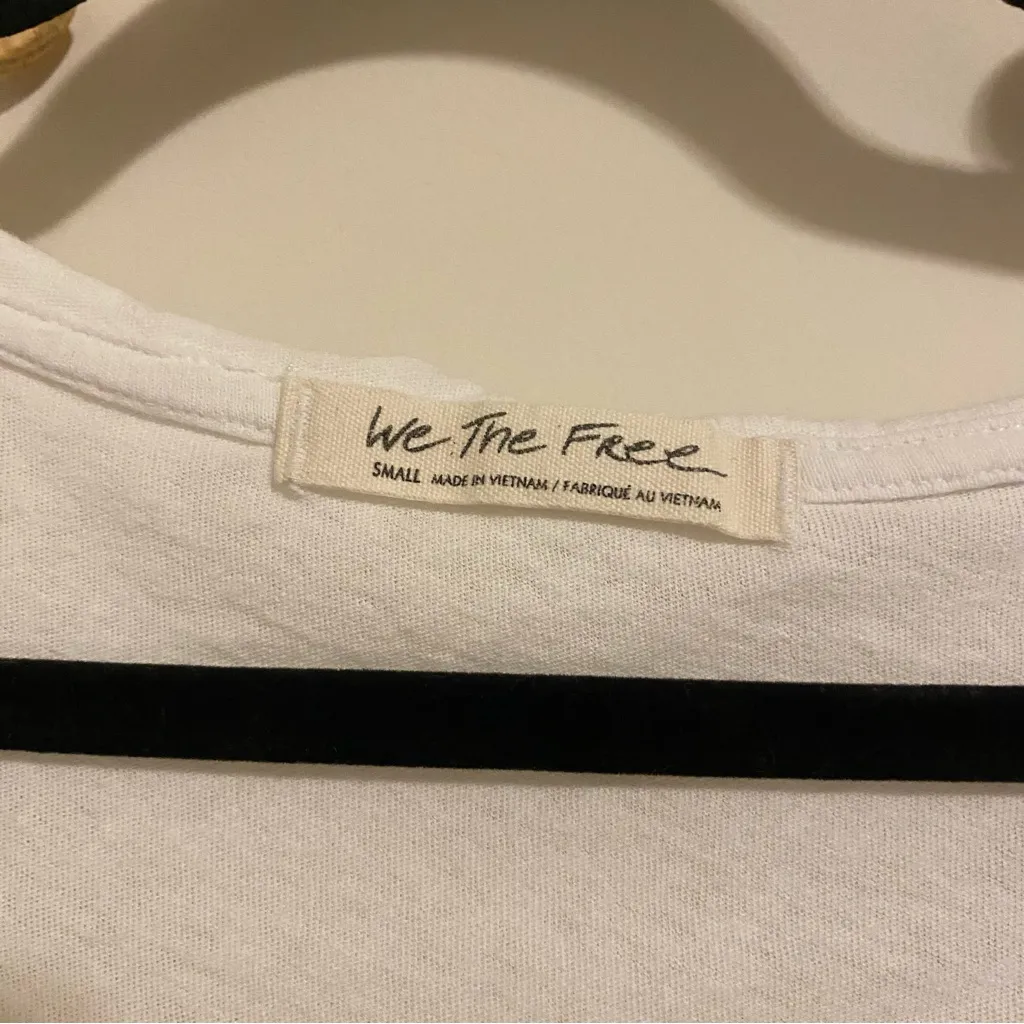 We The Free
SMALL MADE IN VIETNAM / FABRIQUÉ AU VIETNAM